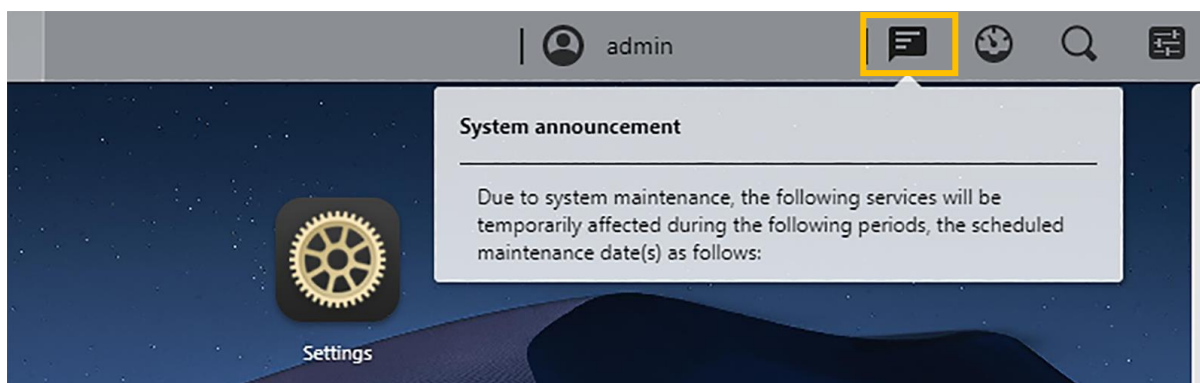 admin
System announcement
Due to system maintenance, the following services will be
temporarily affected during the following periods, the scheduled
maintenance date(s) as follows:
Settings